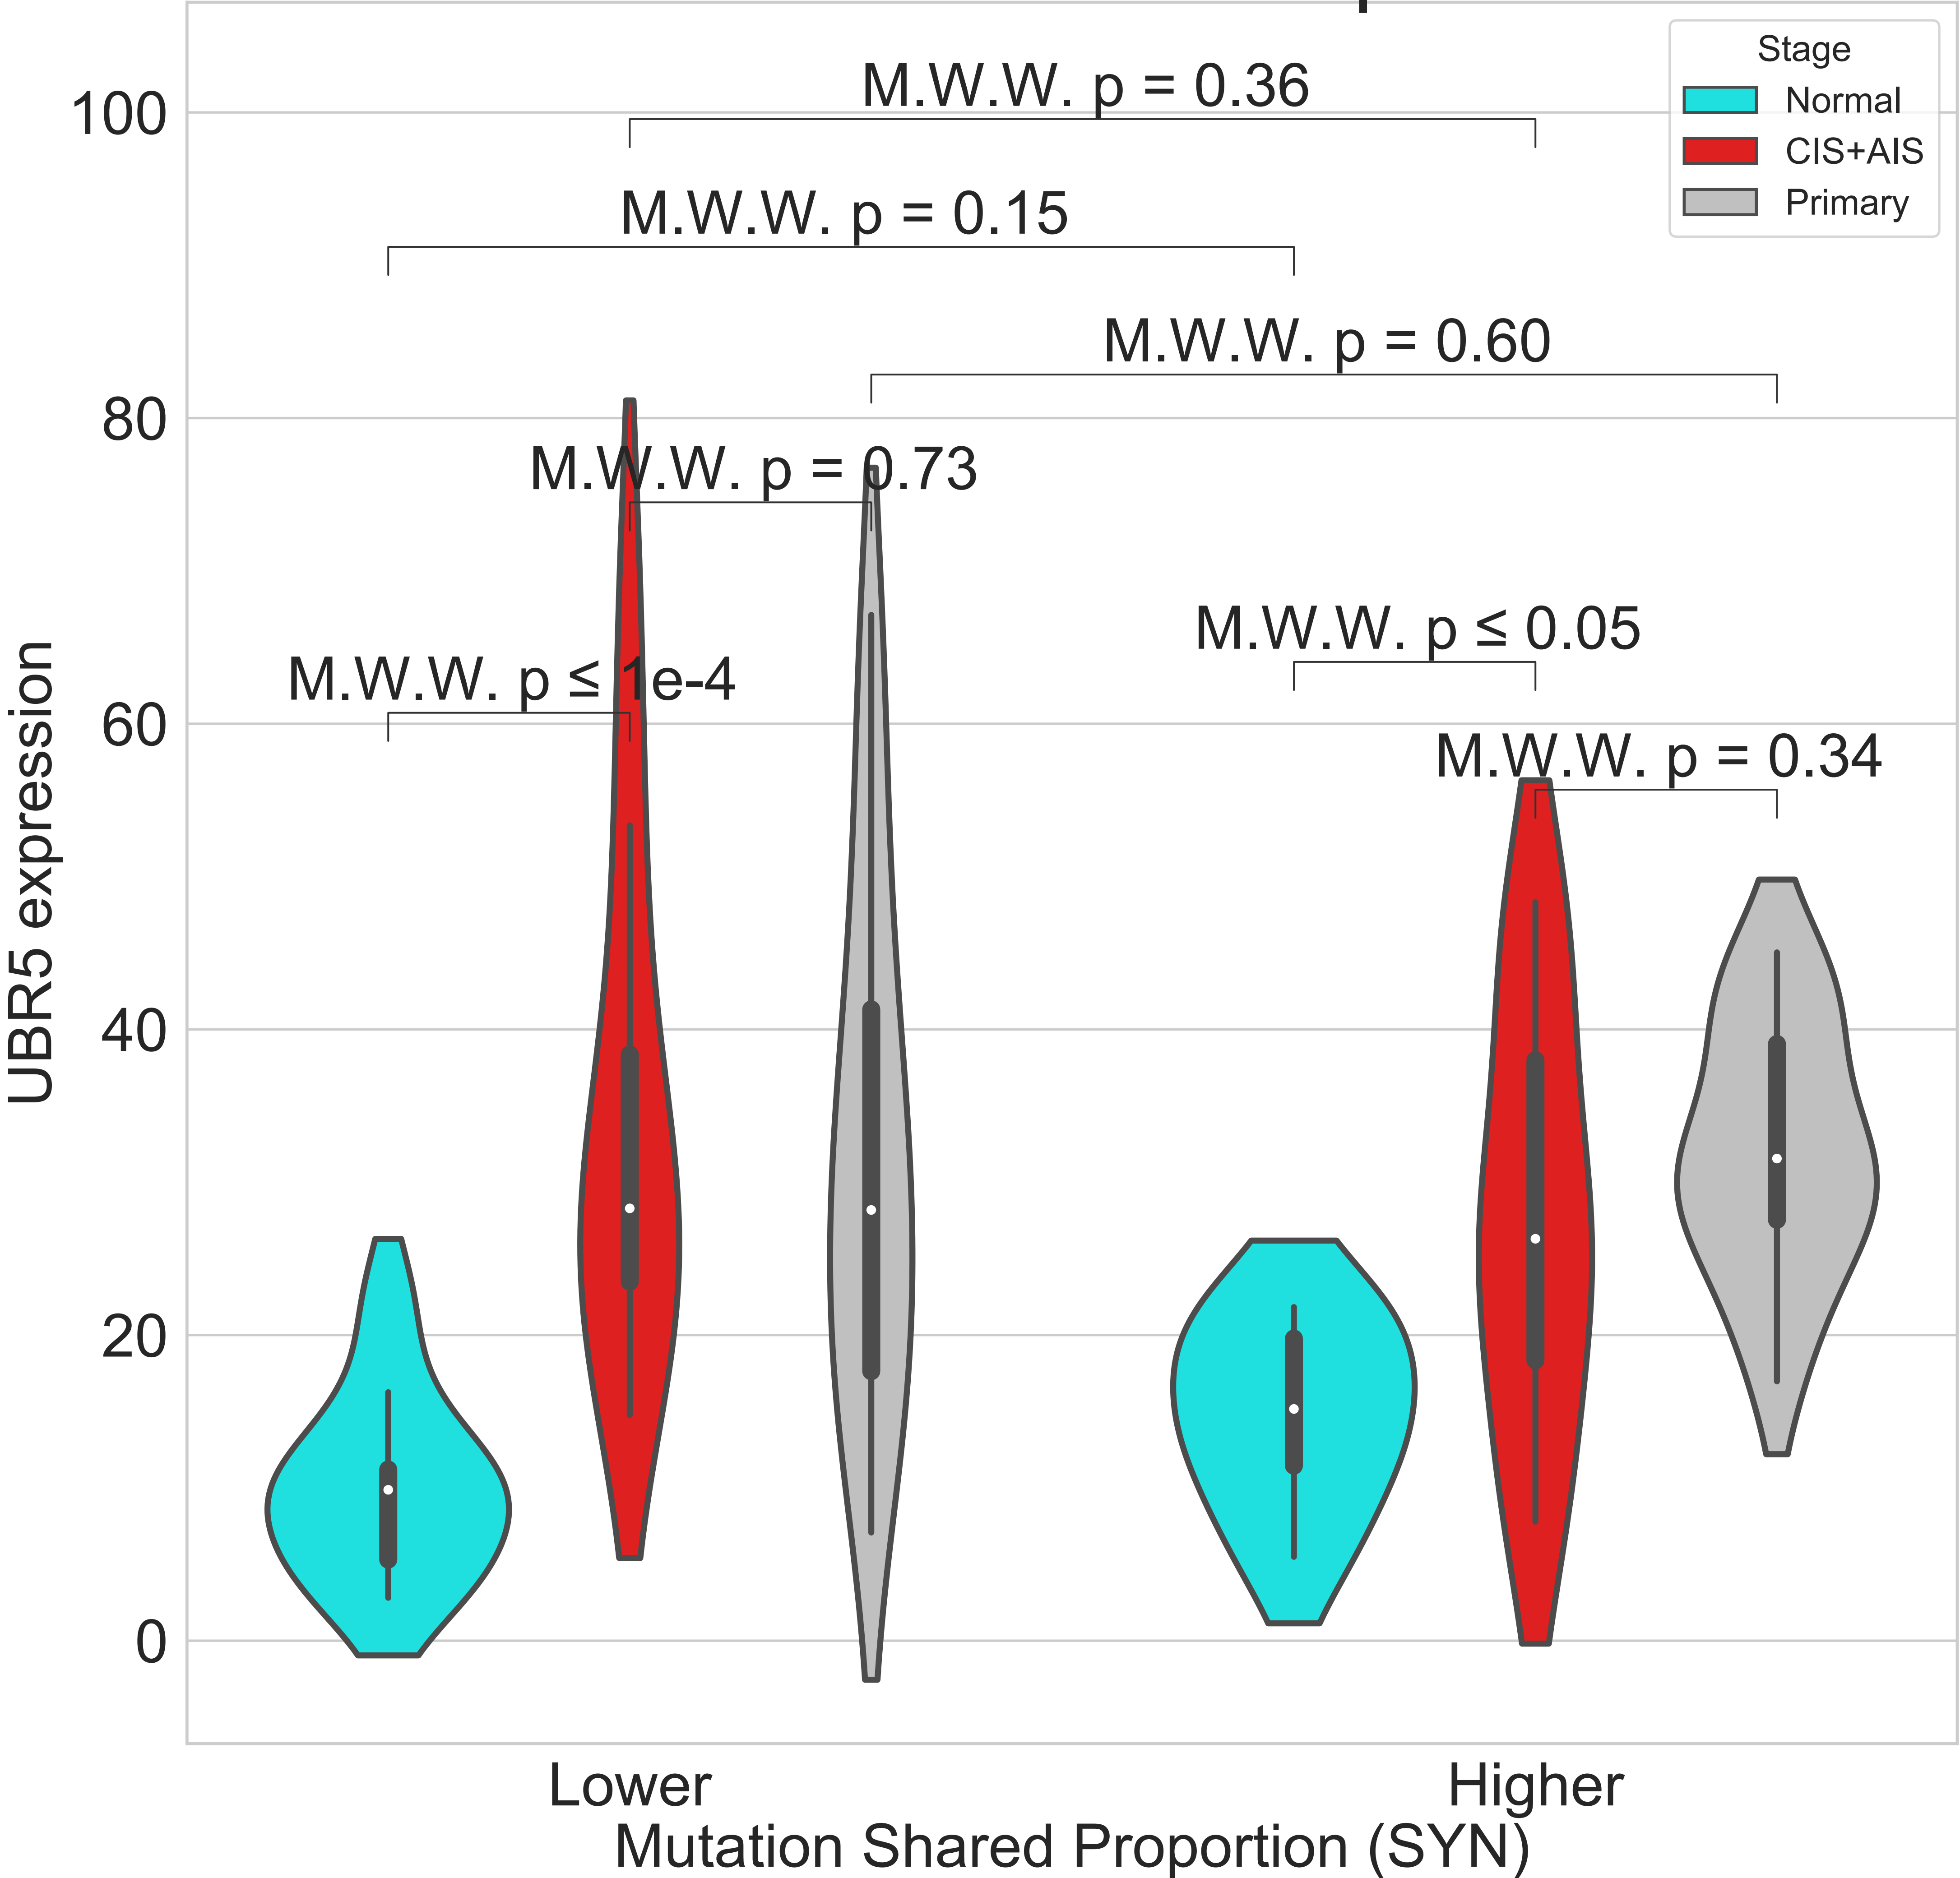 Stage
Normal
CIS+AIS
Primary
M.W.W. p = 0.36
M.W.W. p = 0.15
M.W.W. p = 0.60
M.W.W. p = 0.73
M.W.W. p ≤ 0.05
M.W.W. p ≤ 1e-4
M.W.W. p = 0.34
100
80
60
40
20
0
UBR5 expression
Lower
Higher
Mutation Shared Proportion (SYN)